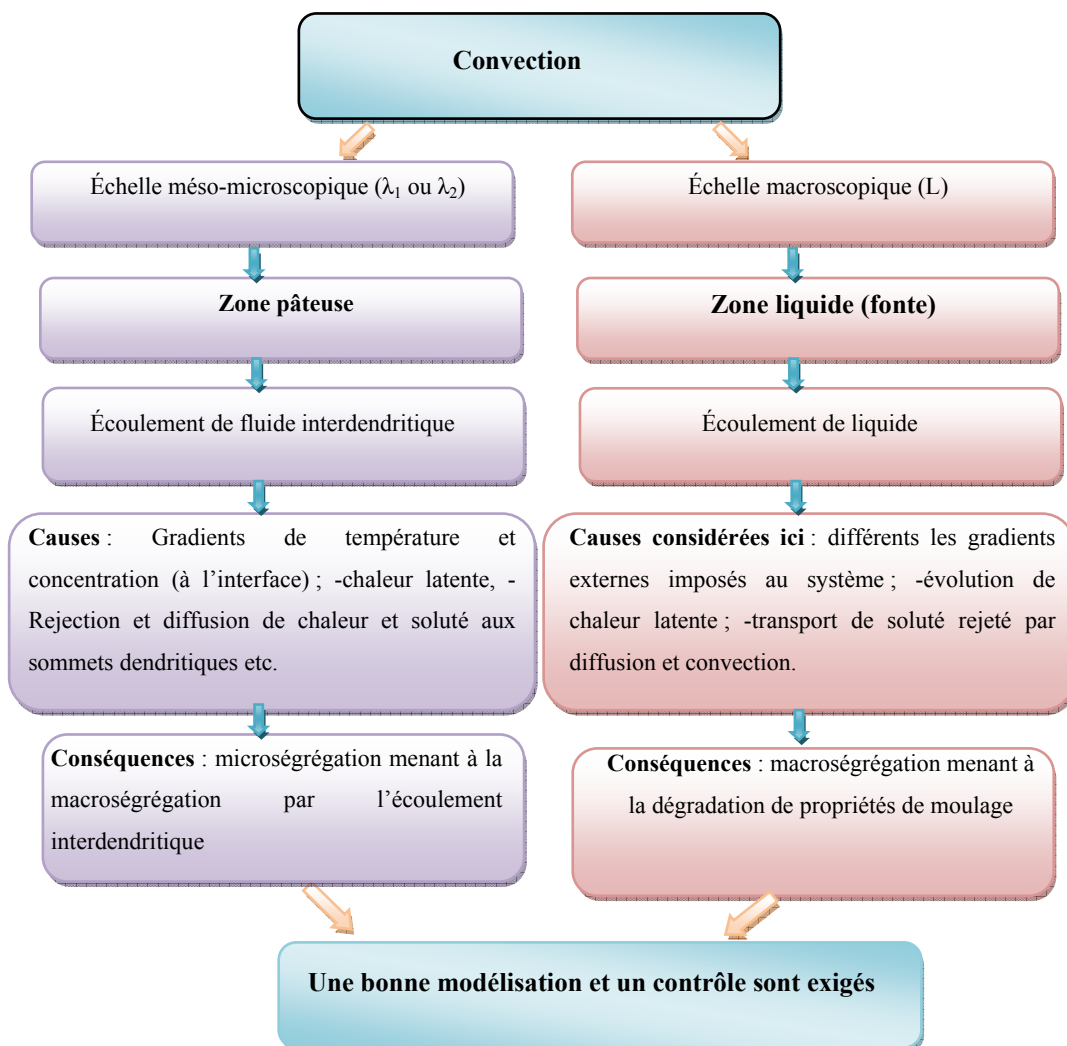 Convection
Échelle méso-microscopique (λ₁ ou λ₂)
Zone pâteuse
Écoulement de fluide interdendritique
Causes : Gradients de température et
concentration (à l'interface) ; -chaleur latente, -
Rejection et diffusion de chaleur et soluté aux
sommets dendritiques etc.
Conséquences : microségrégation menant à la
macroségrégation par l'écoulement
interdendritique
Échelle macroscopique (L)
Zone liquide (fonte)
Écoulement de liquide
Causes considérées ici : différents les gradients
externes imposés au système ; -évolution de
chaleur latente ; -transport de soluté rejeté par
diffusion et convection.
Conséquences : macroségrégation menant à
la dégradation de propriétés de moulage
Une bonne modélisation et un contrôle sont exigés